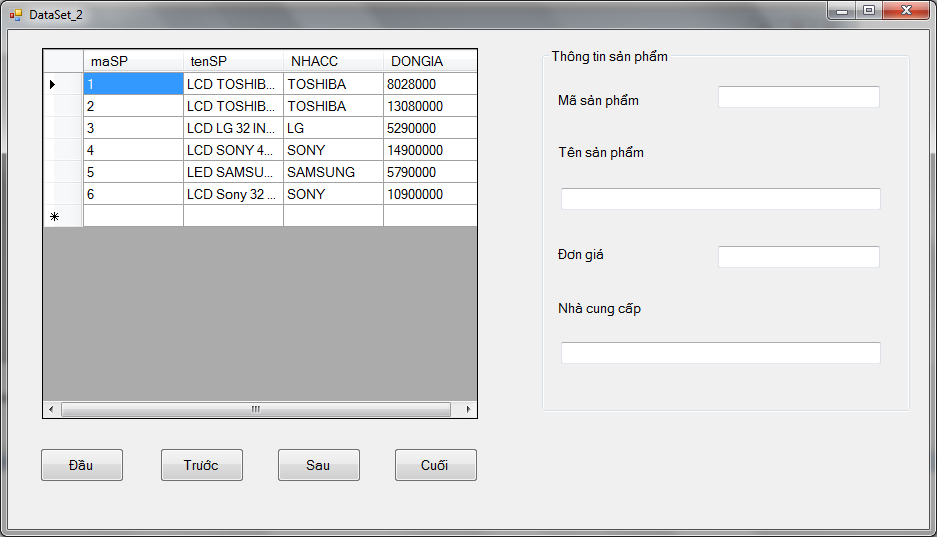 DataSet_2
maSP tenSP NHACC DONGIA
1 LCD TOSHIB... TOSHIBA 8028000
2 LCD TOSHIB... TOSHIBA 13080000
3 LCD LG 32 IN... LG 5290000
4 LCD SONY 4... SONY 14900000
5 LED SAMSU... SAMSUNG 5790000
6 LCD Sony 32 ... SONY 10900000
Thông tin sản phẩm
Mã sản phẩm
Tên sản phẩm
Đơn giá
Nhà cung cấp
Đầu Trước Sau Cuối